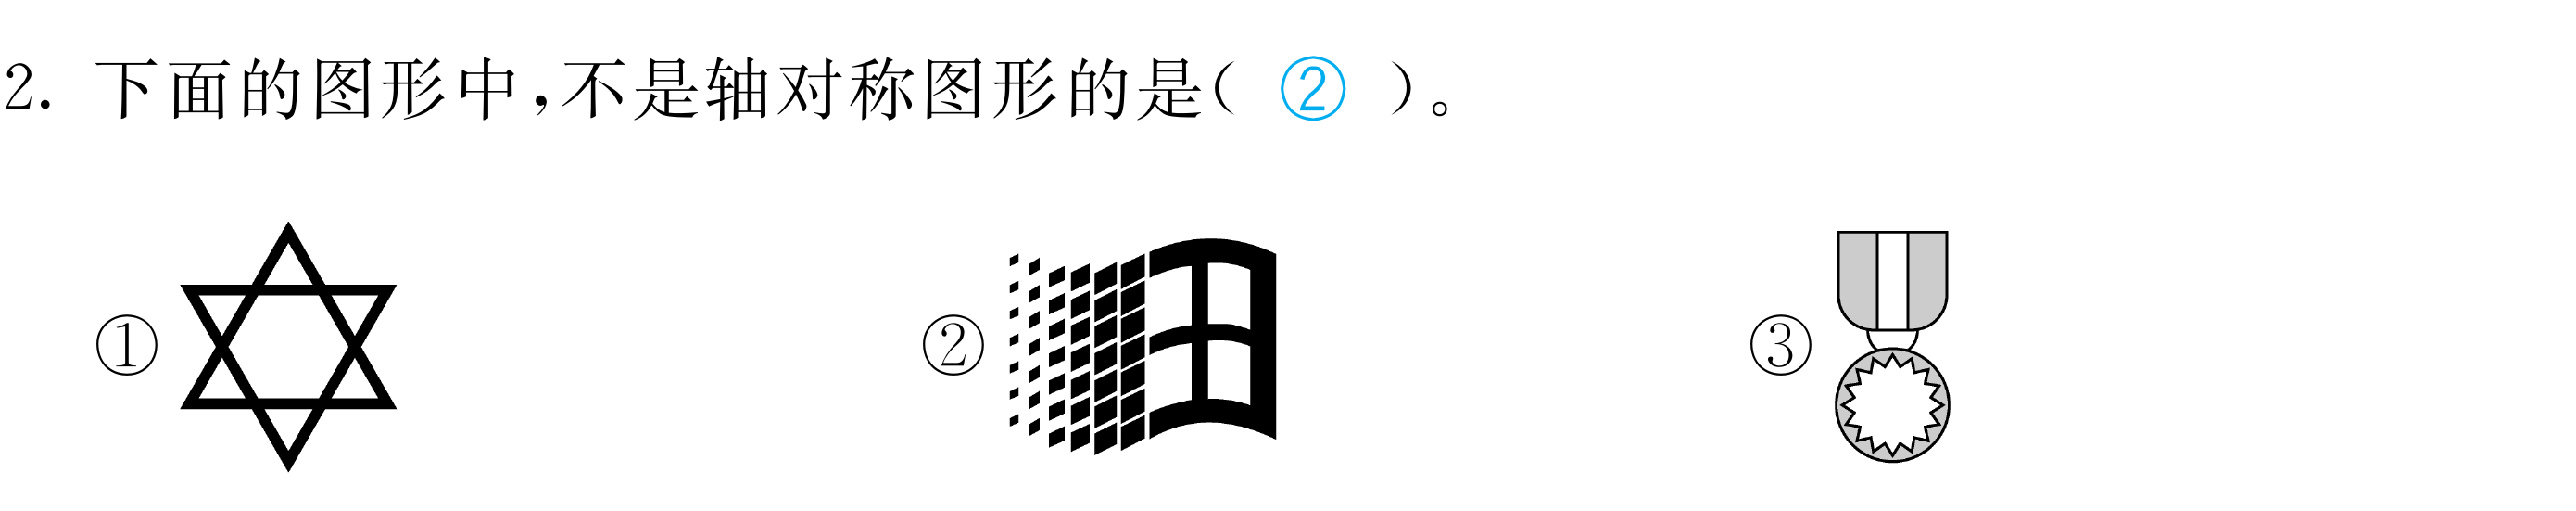 2. 下面的图形中,不是轴对称图形的是( ② )。
① ② ③